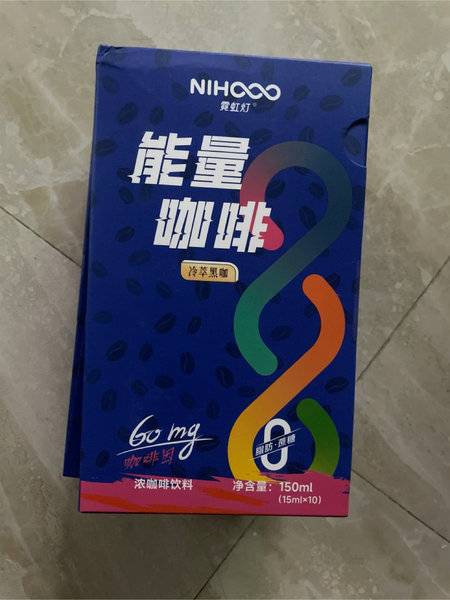 NIHOOO
霓虹灯®
能量
咖啡
冷萃黑咖
60mg
咖啡因
0
脂肪·蔗糖
浓咖啡饮料
净含量：150ml
(15ml×10)